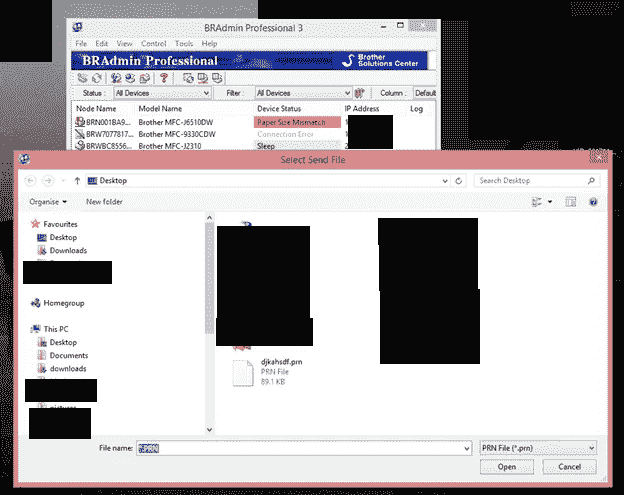 BRAdmin Professional 3
File Edit View Control Tools Help
BRAdmin Professional
Brother
Solutions Center
Status : All Devices Filter : All Devices Column : Default
Node Name Model Name Device Status IP Address Log
BRN001BA9... Brother MFC-J6510DW Paper Size Mismatch 1
BRW7077817... Brother MFC-9330CDW Connection Error 1
BRWBC8556... Brother MFC-J2310 Sleep 1
Select Send File
Desktop
Search Desktop
Organise New folder
Favourites
Desktop
Downloads
Homegroup
This PC
Desktop
Documents
downloads
djkahsdf.prn
PRN File
89.1 KB
File name: *.PRN PRN File (*.prn)
Open Cancel